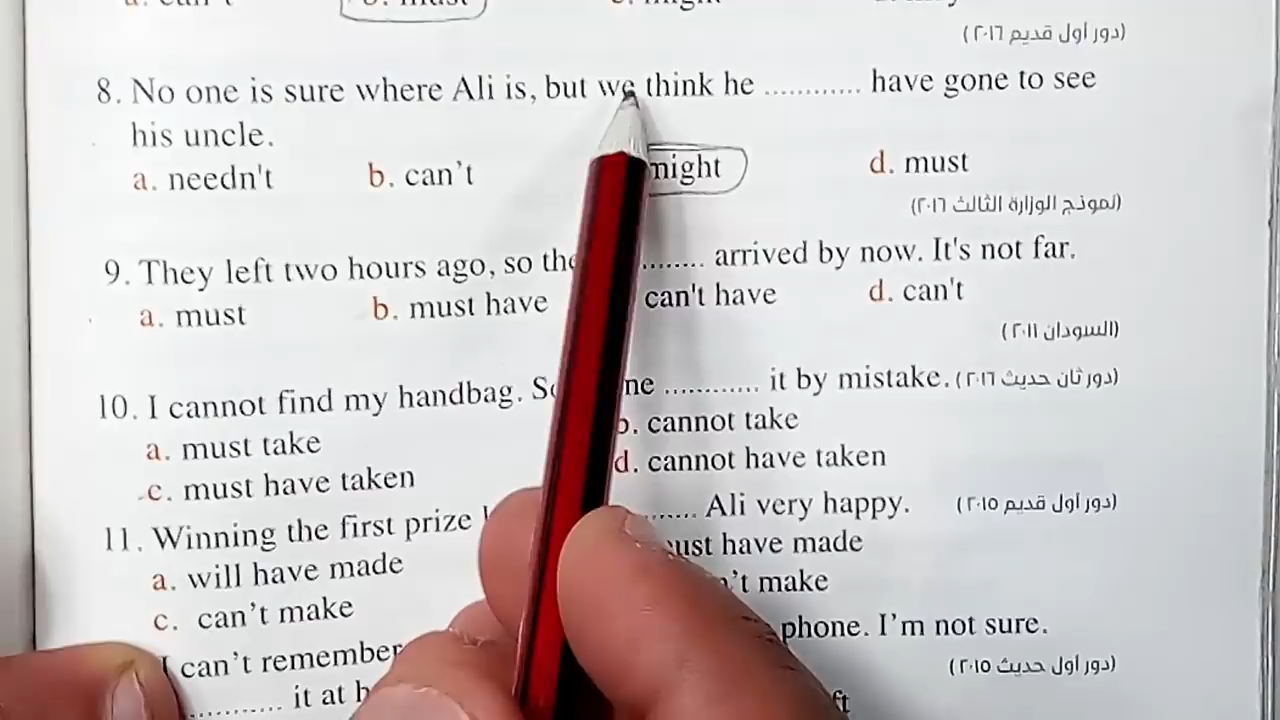 (دور أول قديم ٢٠١٦)
8. No one is sure where Ali is, but we think he ............ have gone to see
his uncle.
a. needn't b. can't might d. must
(نموذج الوزارة الثالث ٢٠١٦)
9. They left two hours ago, so ........ arrived by now. It's not far.
a. must b. must have can't have d. can't
(السودان ٢٠١١)
10. I cannot find my handbag. ............ it by mistake. (دور ثان حديث ٢٠١٦)
a. must take b. cannot take
c. must have taken d. cannot have taken
11. Winning the first prize ........ Ali very happy. (دور أول قديم ٢٠١٥)
a. will have made must have made
c. can't make make
I can't remember phone. I'm not sure.
(دور أول حديث ٢٠١٥)
............ it at